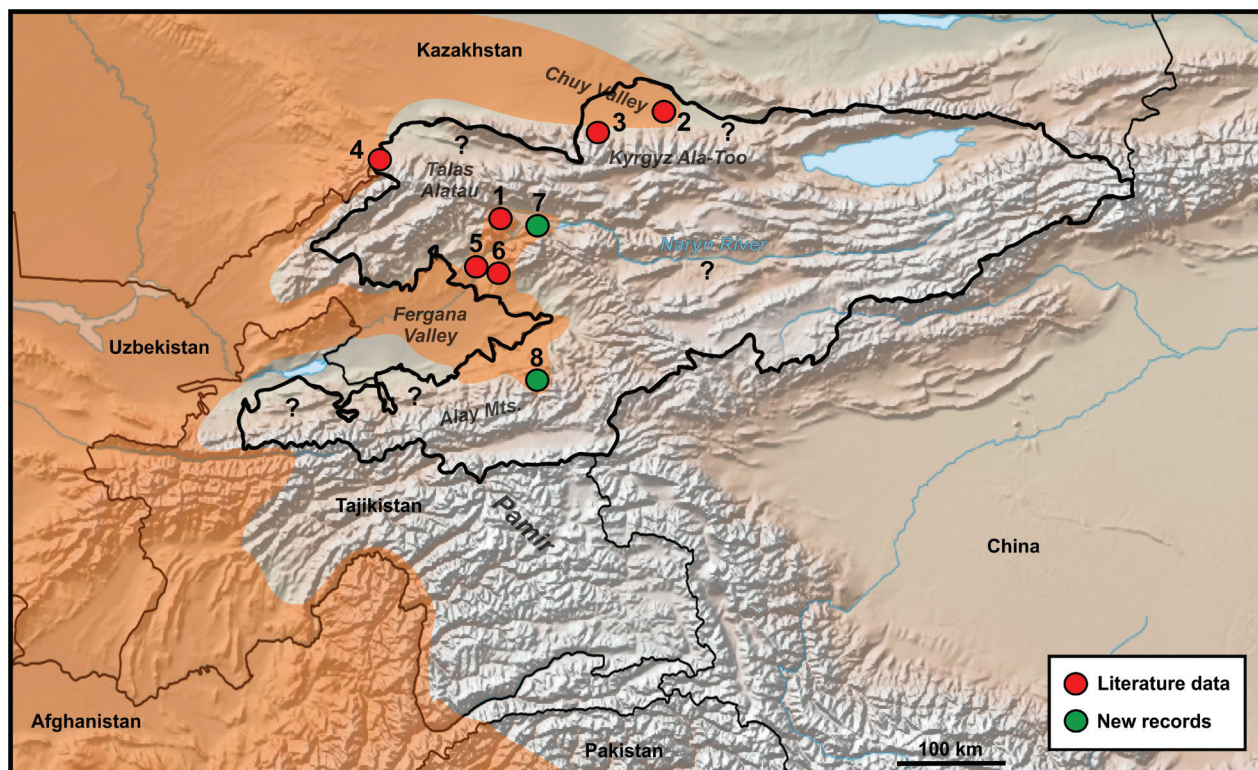 Kazakhstan
Chuy Valley
2
3
?
4
?
Kyrgyz Ala-Too
Talas
Alatau
1
7
Naryn River
5
6
?
Fergana
Valley
Uzbekistan
8
?
?
Alay Mts.
Tajikistan
Pamir
China
Afghanistan
Pakistan
Literature data
New records
100 km